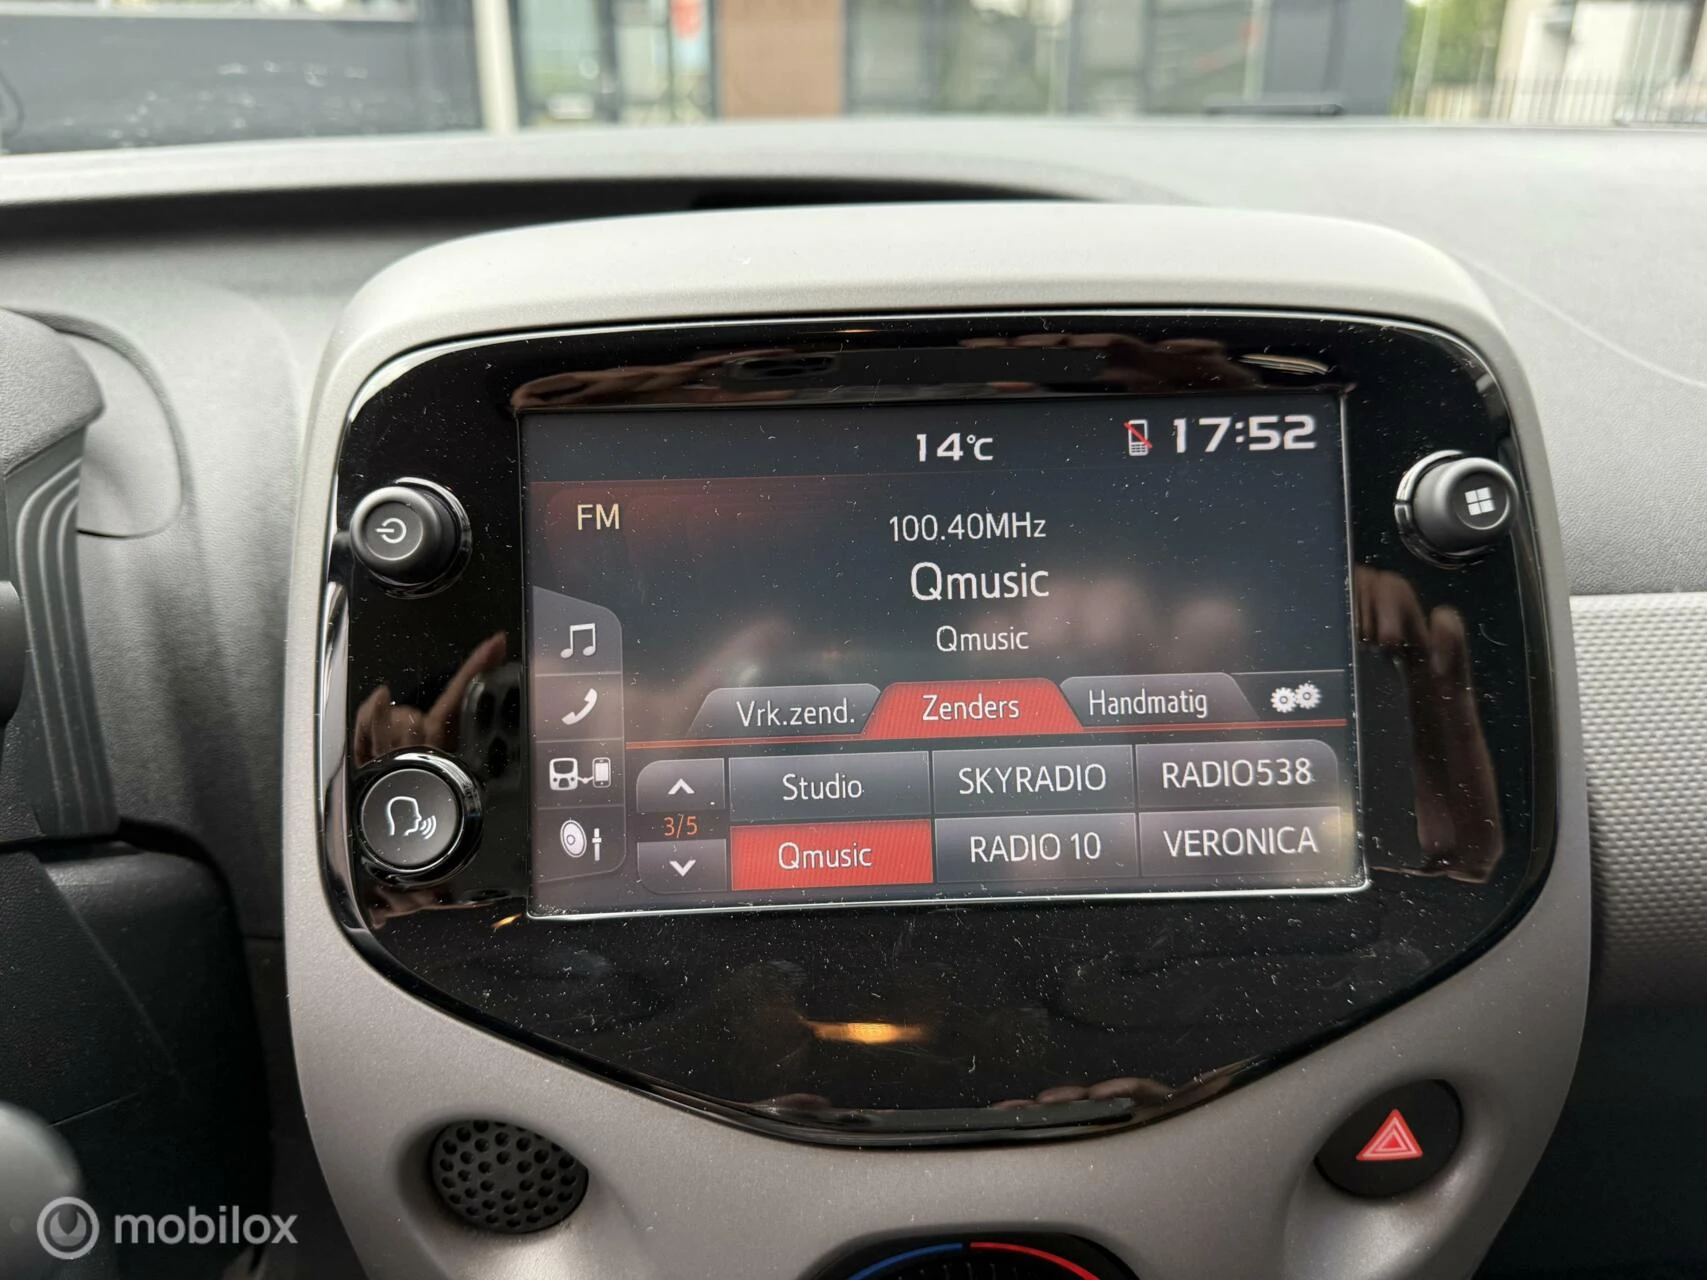 14°C
17:52
FM
100.40MHz
Qmusic
Qmusic
Vrk.zend.
Zenders
Handmatig
Studio
SKYRADIO
RADIO538
3/5
Qmusic
RADIO 10
VERONICA
mobilox